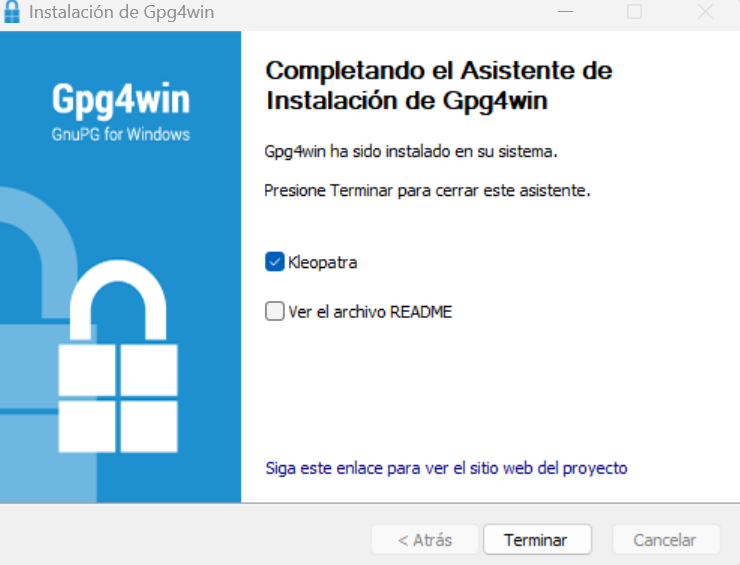 Instalación de Gpg4win
Gpg4win
GnuPG for Windows
Completando el Asistente de
Instalación de Gpg4win
Gpg4win ha sido instalado en su sistema.
Presione Terminar para cerrar este asistente.
Kleopatra
Ver el archivo README
Siga este enlace para ver el sitio web del proyecto
< Atrás
Terminar
Cancelar